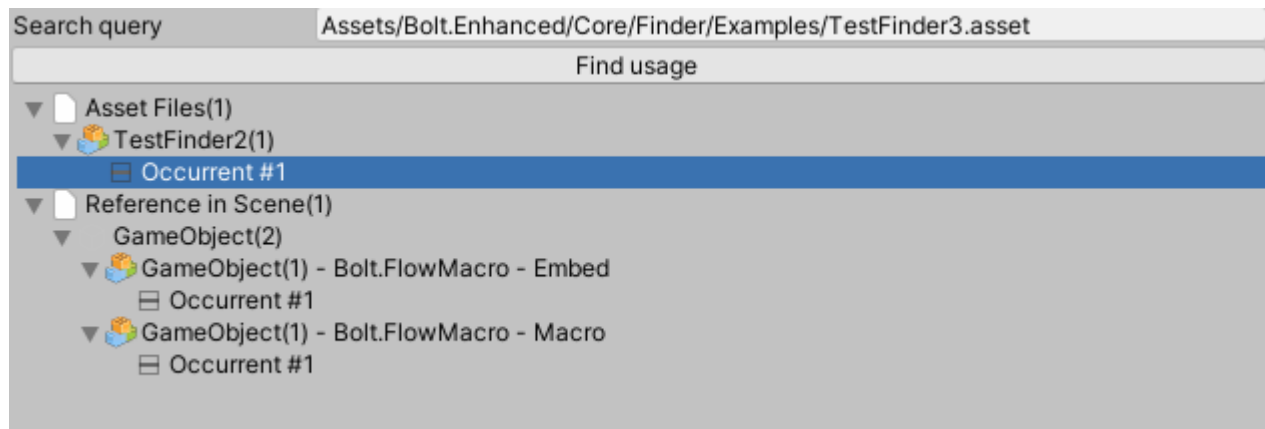 Search query Assets/Bolt.Enhanced/Core/Finder/Examples/TestFinder3.asset
Find usage
Asset Files(1)
TestFinder2(1)
Occurrent #1
Reference in Scene(1)
GameObject(2)
GameObject(1) - Bolt.FlowMacro - Embed
Occurrent #1
GameObject(1) - Bolt.FlowMacro - Macro
Occurrent #1